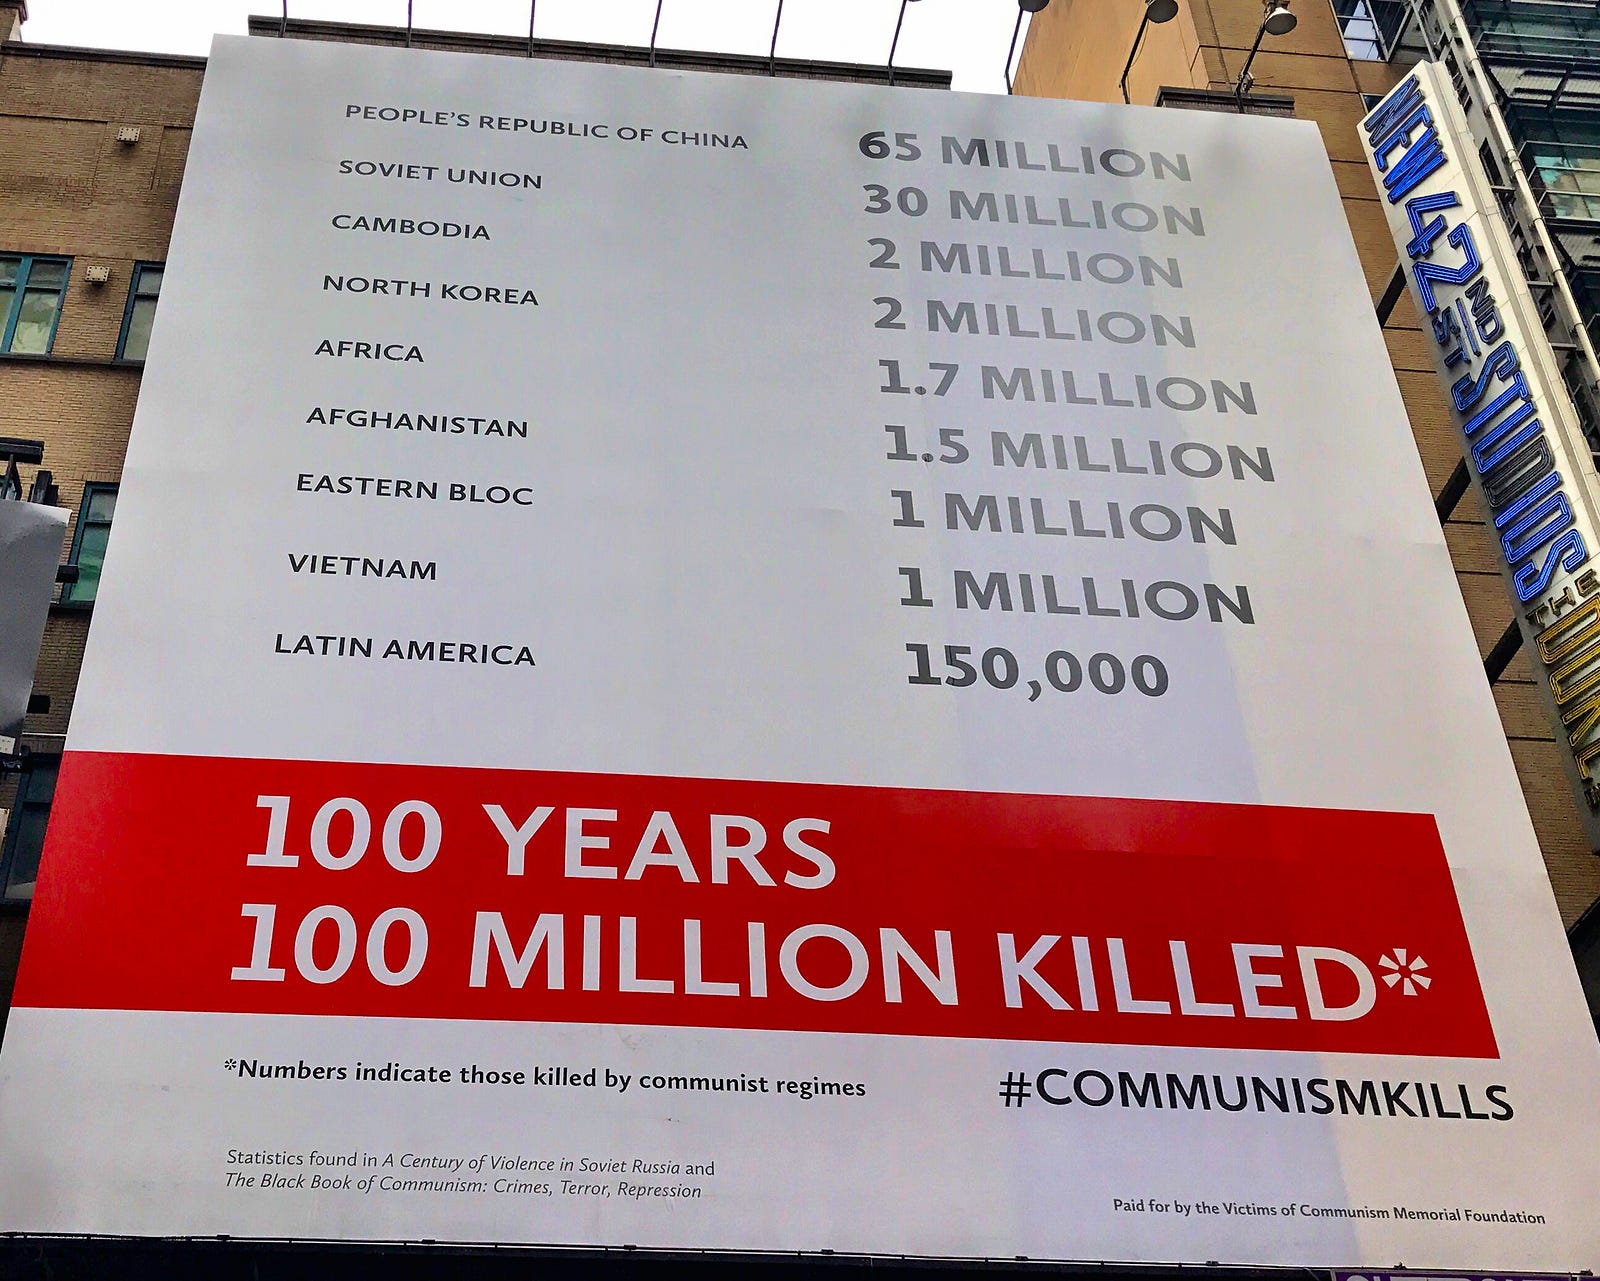 PEOPLE'S REPUBLIC OF CHINA 65 MILLION
SOVIET UNION 30 MILLION
CAMBODIA 2 MILLION
NORTH KOREA 2 MILLION
AFRICA 1.7 MILLION
AFGHANISTAN 1.5 MILLION
EASTERN BLOC 1 MILLION
VIETNAM 1 MILLION
LATIN AMERICA 150,000
100 YEARS
100 MILLION KILLED*
*Numbers indicate those killed by communist regimes
#COMMUNISMKILLS
Statistics found in A Century of Violence in Soviet Russia and
The Black Book of Communism: Crimes, Terror, Repression
Paid for by the Victims of Communism Memorial Foundation
NEW 42ND ST STUDIOS
THE DUKE